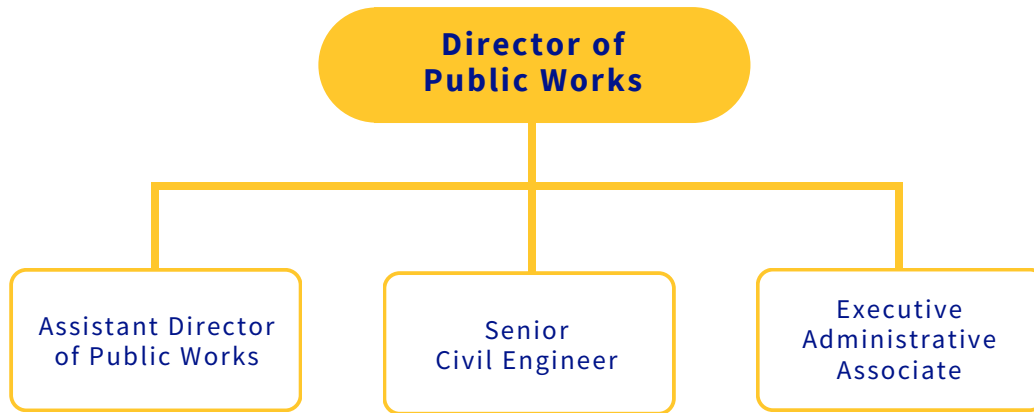 Director of
Public Works
Assistant Director
of Public Works
Senior
Civil Engineer
Executive
Administrative
Associate